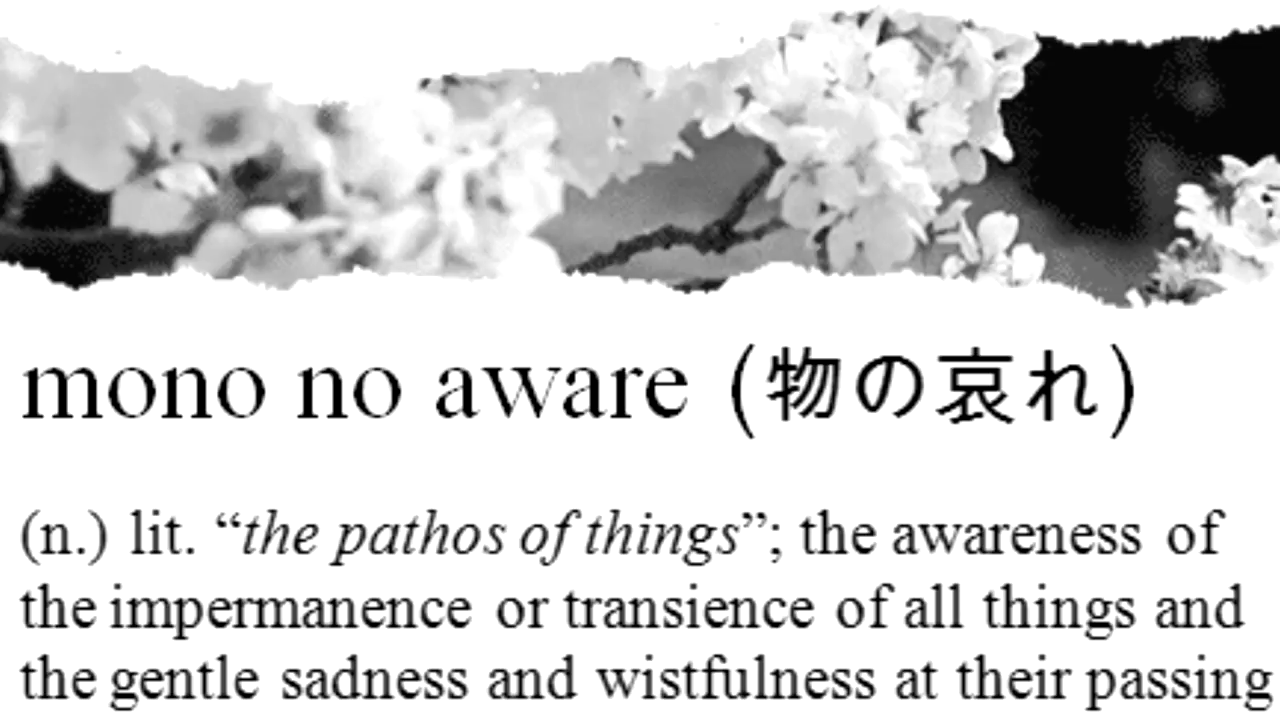 mono no aware (物の哀れ)
(n.) lit. “the pathos of things”; the awareness of
the impermanence or transience of all things and
the gentle sadness and wistfulness at their passing